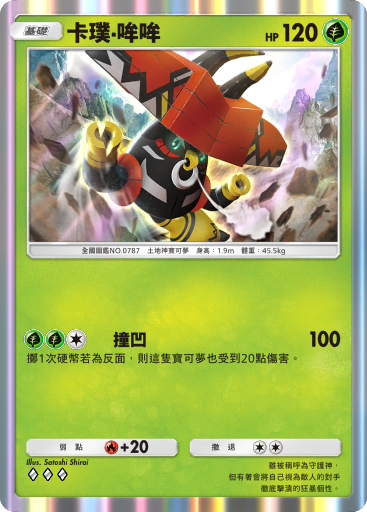 基礎 卡璞‧哞哞 HP 120
全國圖鑑NO.0787 土地神寶可夢 身高：1.9m 體重：45.5kg
撞凹 100
擲1次硬幣若為反面，則這隻寶可夢也受到20點傷害。
弱點 +20 撤退
Illus. Satoshi Shirai
雖被稱呼為守護神，
但有著會將自己視為敵人的對手
徹底擊潰的狂暴個性。